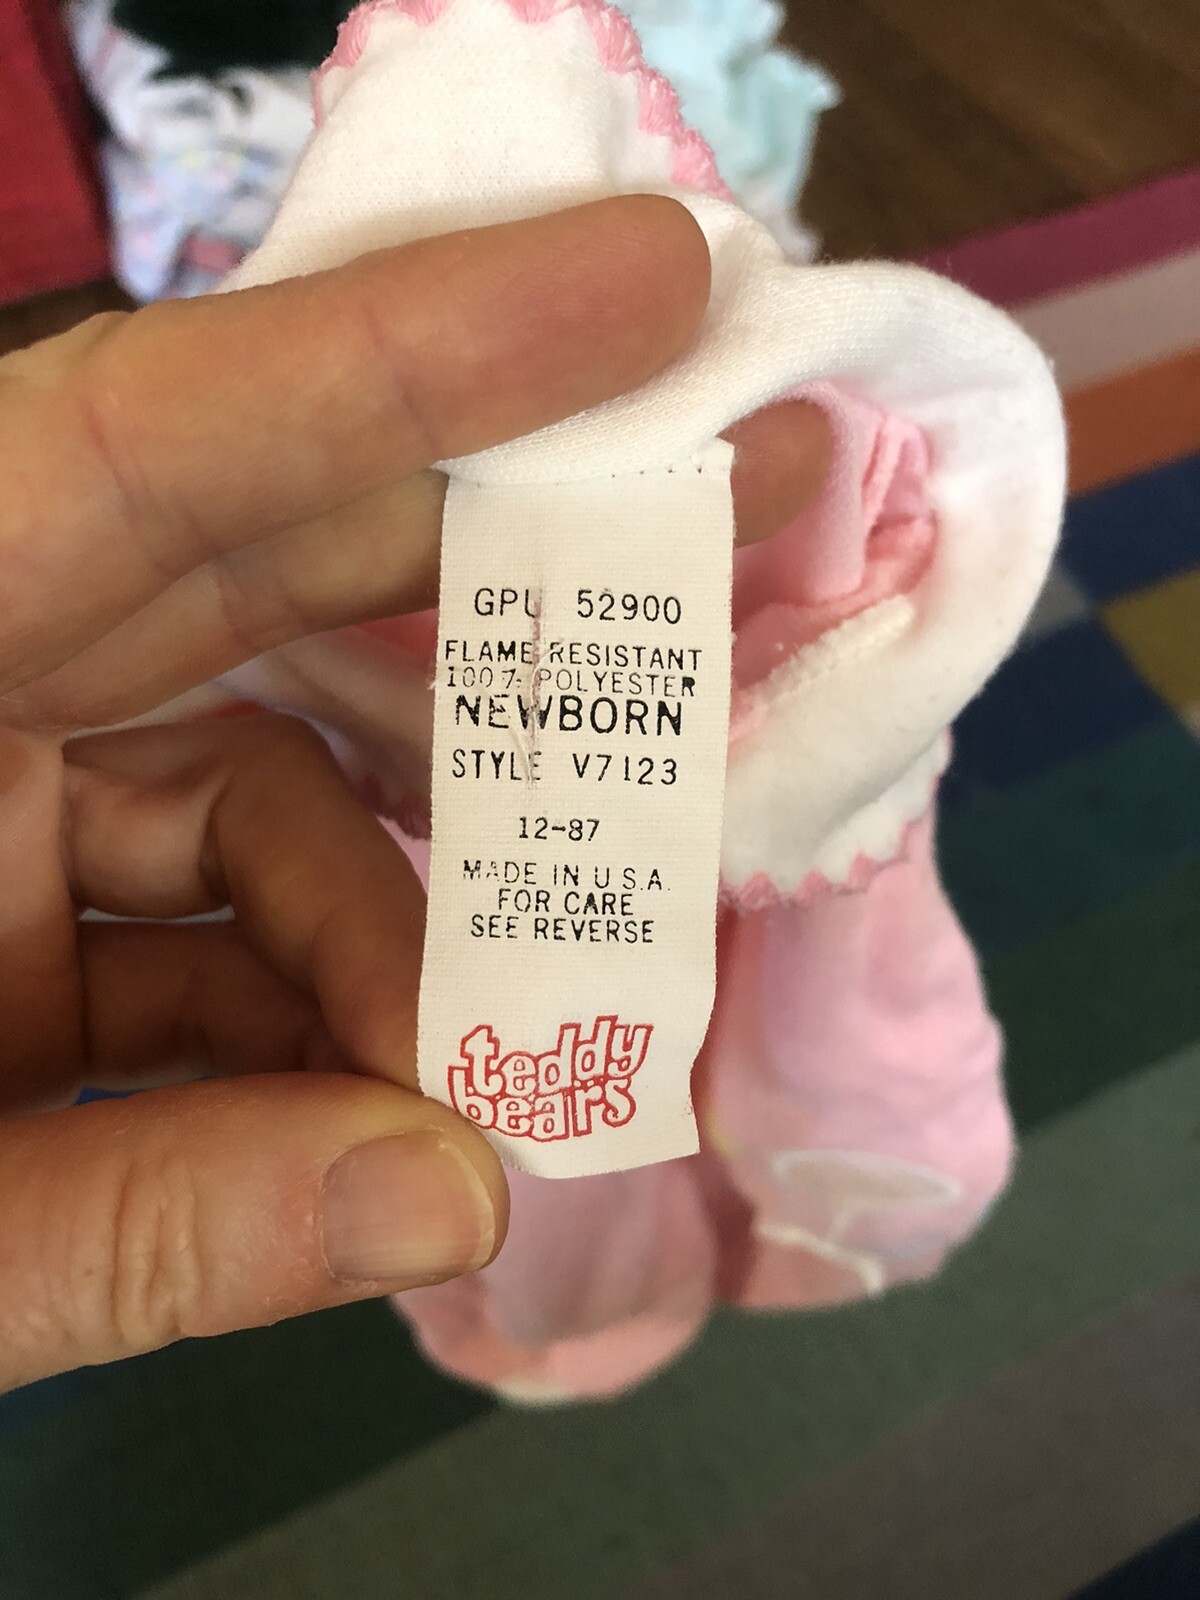 GPU 52900
FLAME RESISTANT
100% POLYESTER
NEWBORN
STYLE V7123
12-87
MADE IN U.S.A.
FOR CARE
SEE REVERSE
teddy
bears